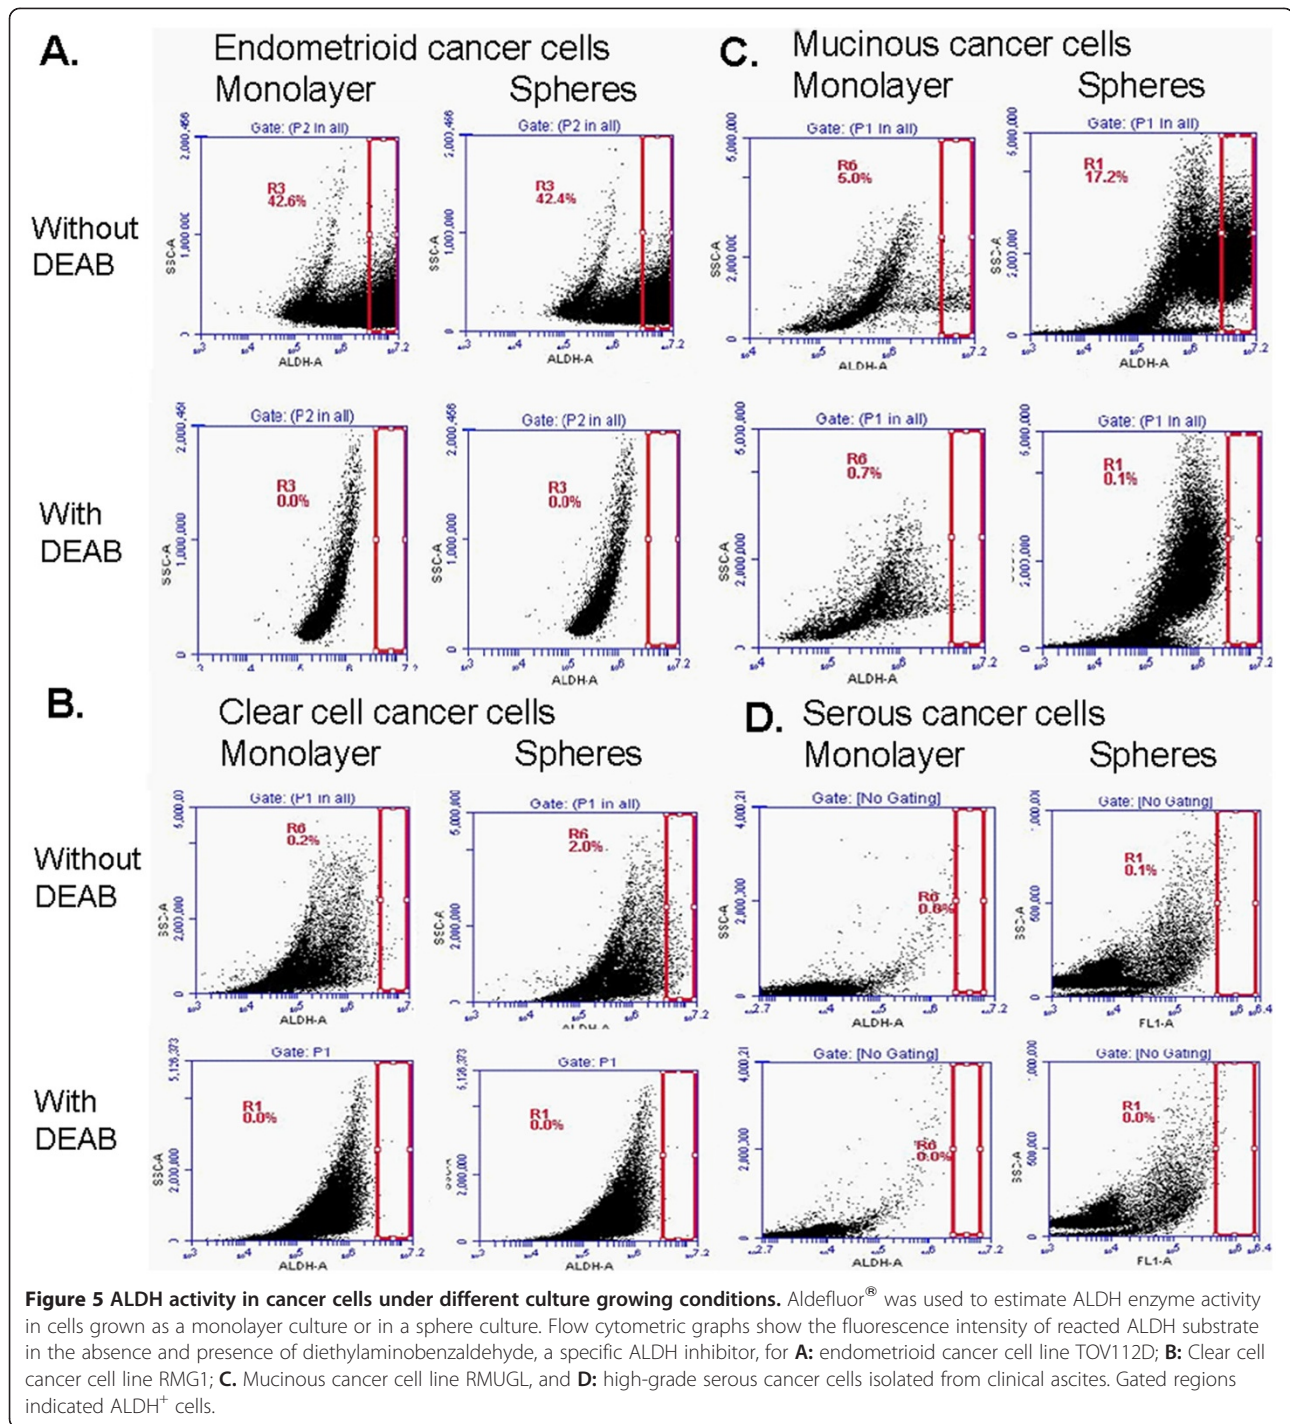 A.
Endometrioid cancer cells
Monolayer
Spheres
C.
Mucinous cancer cells
Monolayer
Spheres
Without
DEAB
Gate: (P2 in all)
R3
42.6%
SSC-A
ALDH-A
Gate: (P2 in all)
R3
42.4%
SSC-A
ALDH-A
Gate: (P1 in all)
R6
5.0%
SSC-A
ALDH-A
Gate: (P1 in all)
R1
17.2%
SSC-A
ALDH-A
With
DEAB
Gate: (P2 in all)
R3
0.0%
SSC-A
ALDH-A
Gate: (P2 in all)
R3
0.0%
SSC-A
ALDH-A
Gate: (P1 in all)
R6
0.7%
SSC-A
ALDH-A
Gate: (P1 in all)
R1
0.1%
ALDH-A
B.
Clear cell cancer cells
Monolayer
Spheres
D.
Serous cancer cells
Monolayer
Spheres
Without
DEAB
Gate: (P1 in all)
R6
0.2%
SSC-A
ALDH-A
Gate: (P1 in all)
R6
2.0%
SSC-A
ALDH-A
Gate: [No Gating]
R6
0.0%
SSC-A
ALDH-A
Gate: [No Gating]
R1
0.1%
SSC-A
FL1-A
With
DEAB
Gate: P1
R1
0.0%
SSC-A
ALDH-A
Gate: P1
R1
0.0%
SSC-A
ALDH-A
Gate: [No Gating]
R6
0.0%
SSC-A
ALDH-A
Gate: [No Gating]
R1
0.0%
SSC-A
FL1-A
Figure 5 ALDH activity in cancer cells under different culture growing conditions. Aldefluor® was used to estimate ALDH enzyme activity
in cells grown as a monolayer culture or in a sphere culture. Flow cytometric graphs show the fluorescence intensity of reacted ALDH substrate
in the absence and presence of diethylaminobenzaldehyde, a specific ALDH inhibitor, for A: endometrioid cancer cell line TOV112D; B: Clear cell
cancer cell line RMG1; C. Mucinous cancer cell line RMUGL, and D: high-grade serous cancer cells isolated from clinical ascites. Gated regions
indicated ALDH⁺ cells.